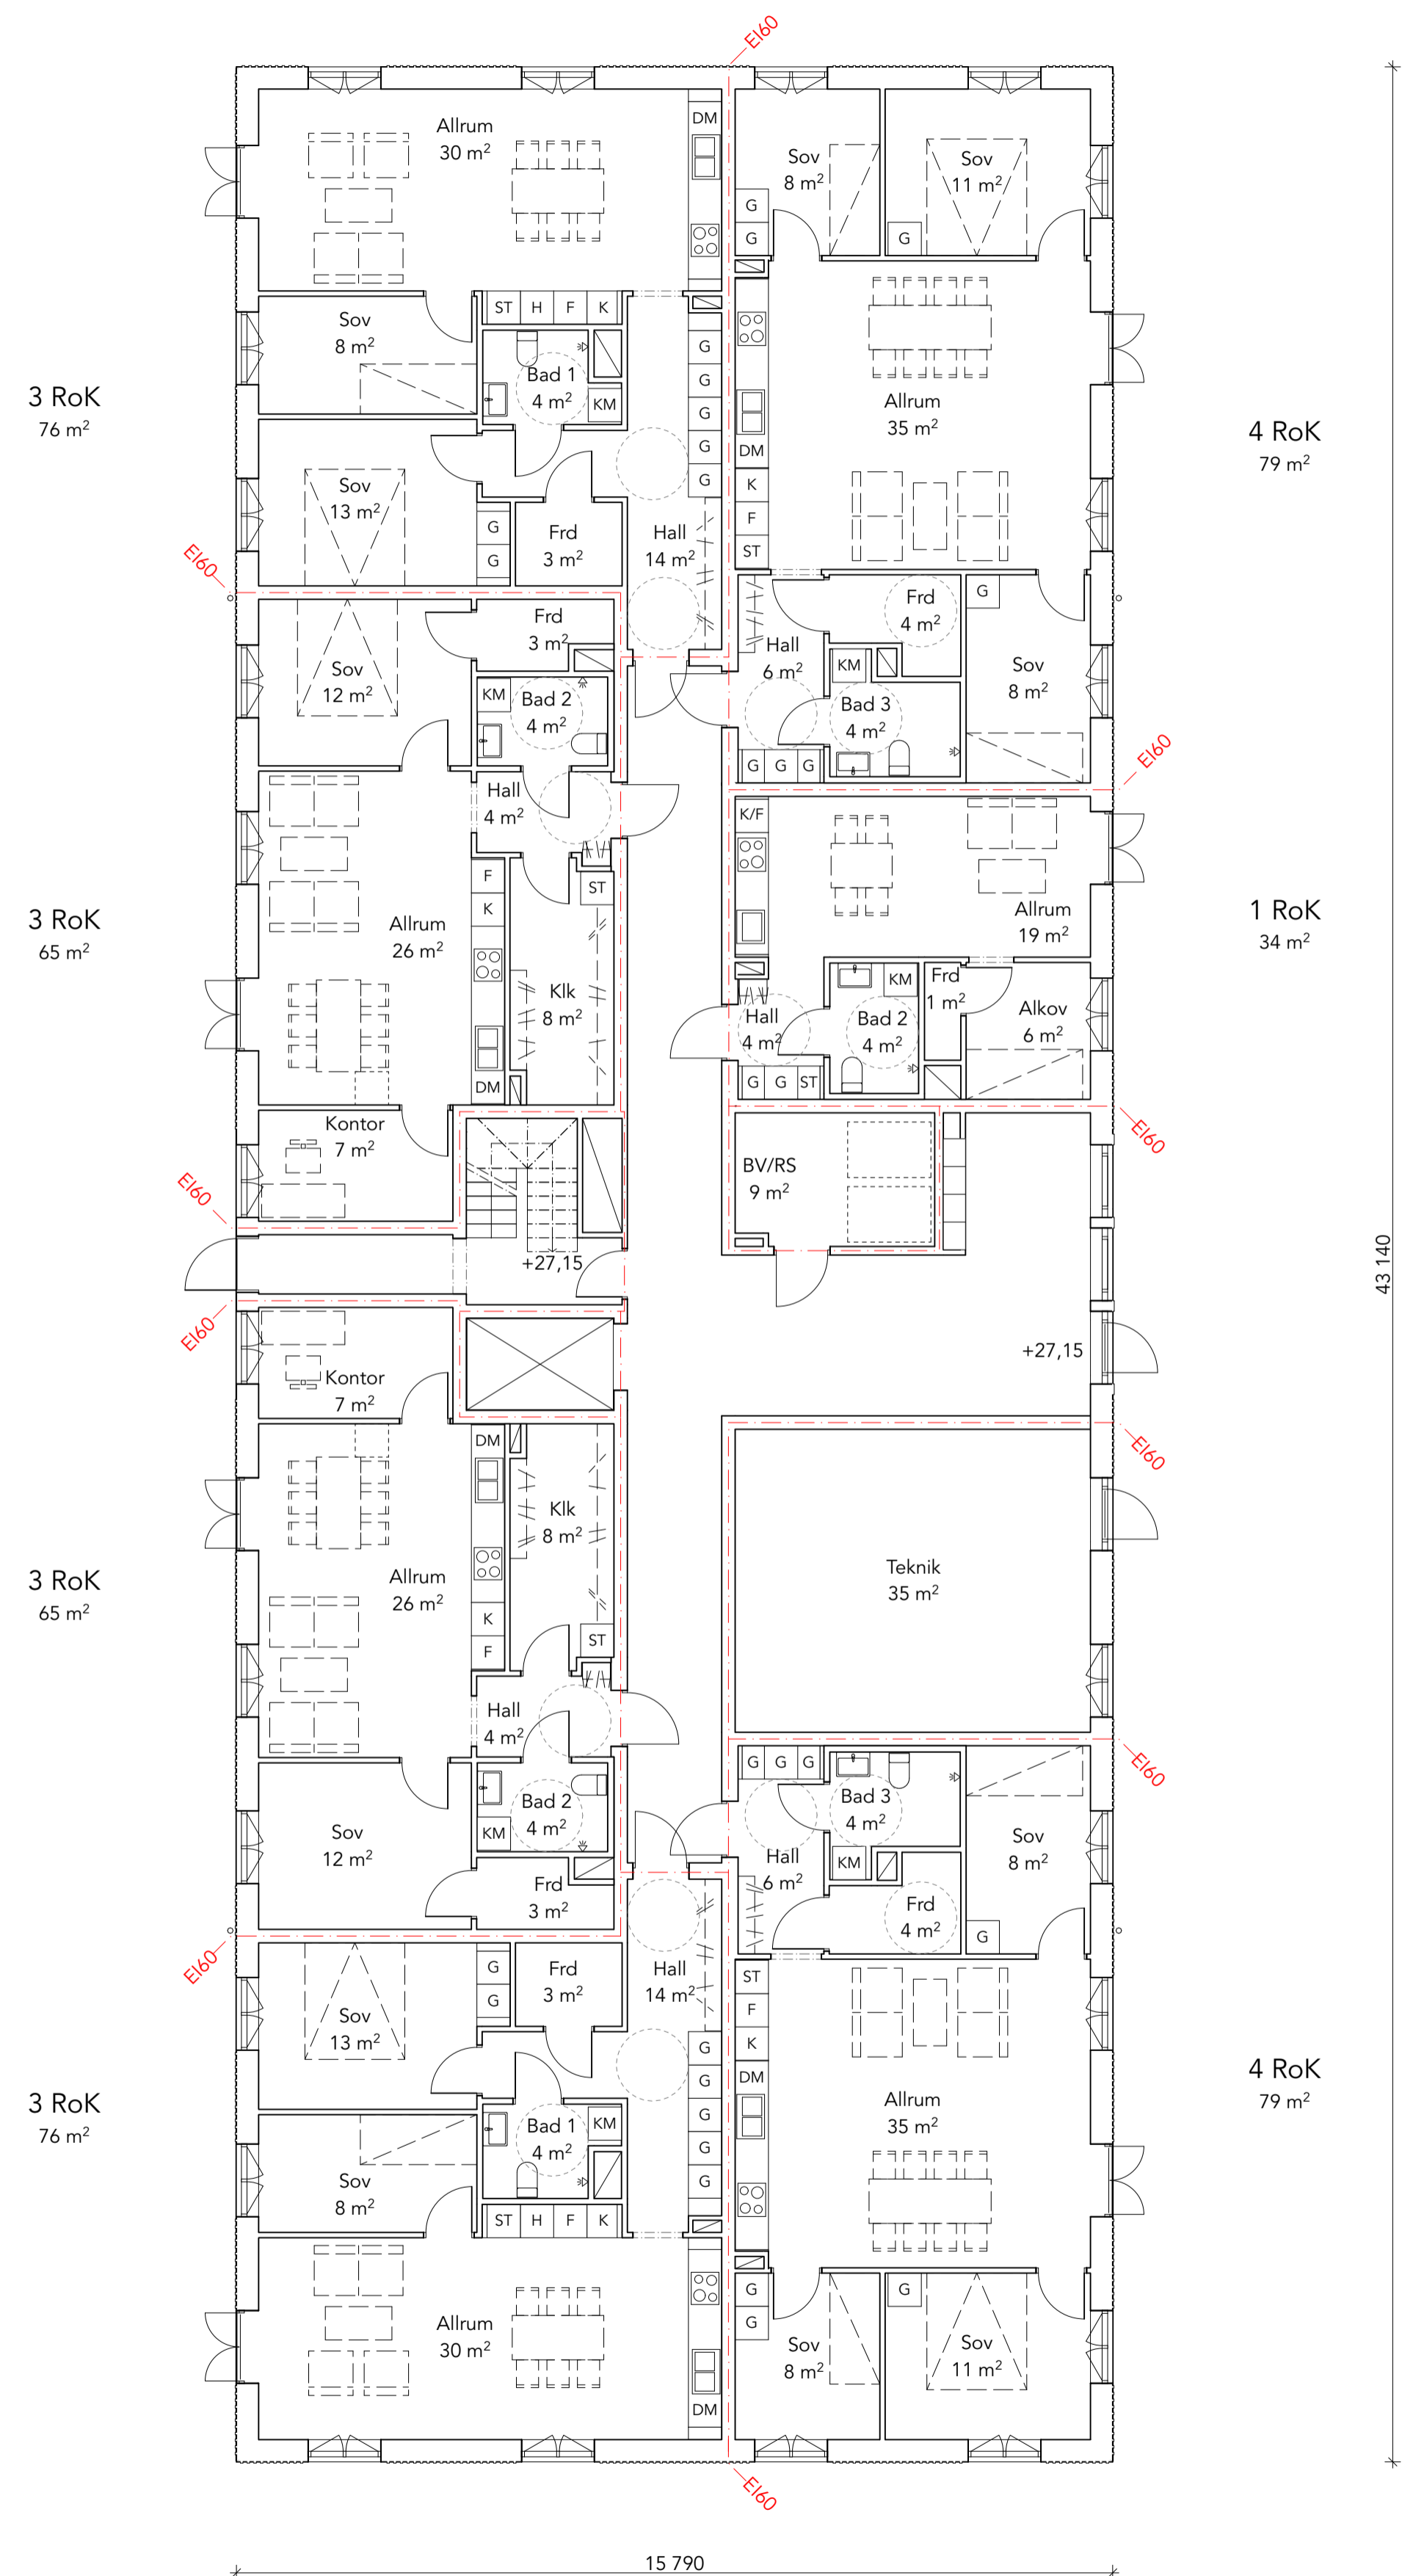 EI60
Allrum
30 m²
DM
Sov
8 m²
G
G
Sov
11 m²
G
ST
H
F
K
Sov
8 m²
Bad 1
4 m²
KM
G
G
G
G
G
3 RoK
76 m²
Sov
13 m²
G
G
Frd
3 m²
Hall
14 m²
Allrum
35 m²
DM
K
F
ST
4 RoK
79 m²
EI60
Frd
3 m²
Sov
12 m²
KM
Bad 2
4 m²
Hall
4 m²
Frd
4 m²
G
Hall
6 m²
KM
Bad 3
4 m²
Sov
8 m²
G
G
G
EI60
3 RoK
65 m²
Allrum
26 m²
F
K
DM
ST
Klk
8 m²
K/F
Allrum
19 m²
1 RoK
34 m²
Hall
4 m²
Bad 2
4 m²
KM
Frd
1 m²
Alkov
6 m²
G
G
ST
Kontor
7 m²
EI60
BV/RS
9 m²
EI60
+27,15
43 140
EI60
Kontor
7 m²
+27,15
EI60
DM
Klk
8 m²
Allrum
26 m²
K
F
ST
3 RoK
65 m²
Teknik
35 m²
Hall
4 m²
EI60
Bad 2
4 m²
KM
Sov
12 m²
Frd
3 m²
G
G
G
Bad 3
4 m²
Hall
6 m²
KM
Sov
8 m²
Frd
4 m²
G
EI60
Sov
13 m²
G
G
Frd
3 m²
Hall
14 m²
ST
F
K
DM
Allrum
35 m²
4 RoK
79 m²
3 RoK
76 m²
G
G
G
G
G
Bad 1
4 m²
KM
Sov
8 m²
ST
H
F
K
Allrum
30 m²
DM
G
G
Sov
8 m²
G
Sov
11 m²
EI60
15 790